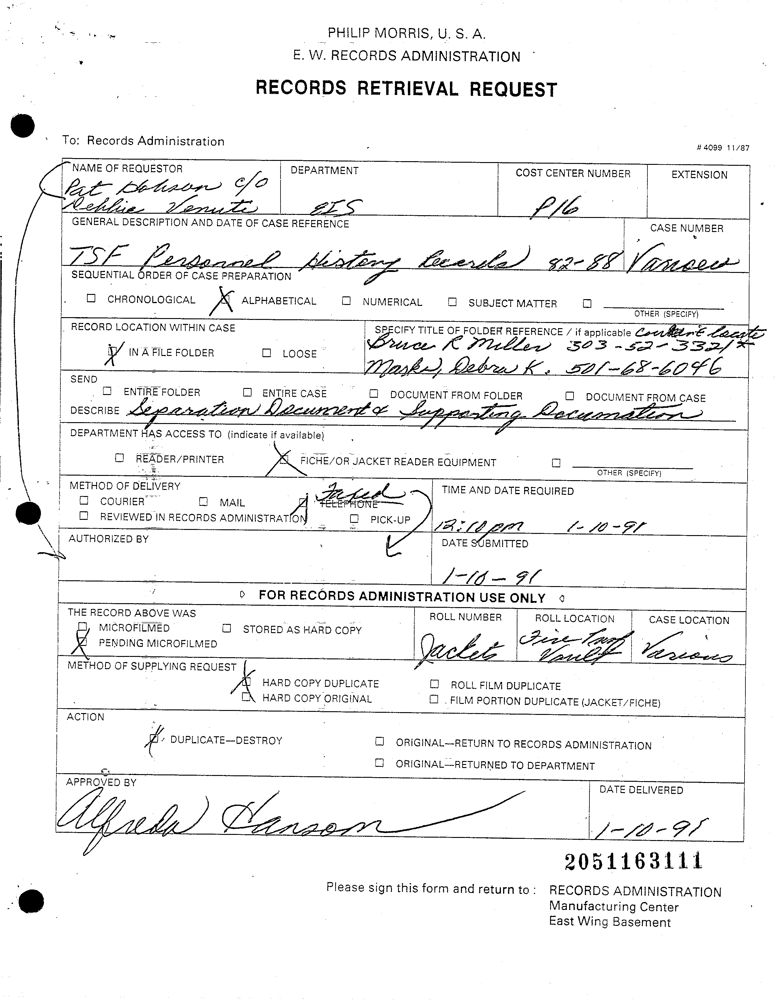 PHILIP MORRIS, U. S. A.
E. W. RECORDS ADMINISTRATION
RECORDS RETRIEVAL REQUEST
To: Records Administration
# 4099 11/87
NAME OF REQUESTOR DEPARTMENT COST CENTER NUMBER EXTENSION
Pat Dobson c/o
Debbie Venuti EIS P16
GENERAL DESCRIPTION AND DATE OF CASE REFERENCE CASE NUMBER
TSF Personnel History Records 82-88 Various
SEQUENTIAL ORDER OF CASE PREPARATION
☐ CHRONOLOGICAL ☒ ALPHABETICAL ☐ NUMERICAL ☐ SUBJECT MATTER ☐
OTHER (SPECIFY)
RECORD LOCATION WITHIN CASE SPECIFY TITLE OF FOLDER REFERENCE / if applicable Couldn't locate
Bruce R Miller 303-52-3321 *
☒ IN A FILE FOLDER ☐ LOOSE
Debra K. 501-68-6046
SEND
☐ ENTIRE FOLDER ☐ ENTIRE CASE ☐ DOCUMENT FROM FOLDER ☐ DOCUMENT FROM CASE
DESCRIBE Separation Document & Supporting Documation
DEPARTMENT HAS ACCESS TO (indicate if available)
☐ READER/PRINTER ☒ FICHE/OR JACKET READER EQUIPMENT ☐
OTHER (SPECIFY)
METHOD OF DELIVERY Faxed TIME AND DATE REQUIRED
☐ COURIER ☐ MAIL ☒ TELEPHONE
☐ REVIEWED IN RECORDS ADMINISTRATION ☐ PICK-UP 12:10 pm 1-10-91
AUTHORIZED BY DATE SUBMITTED
1-10-91
FOR RECORDS ADMINISTRATION USE ONLY
THE RECORD ABOVE WAS ROLL NUMBER ROLL LOCATION CASE LOCATION
☐ MICROFILMED ☐ STORED AS HARD COPY
☒ PENDING MICROFILMED Jackets Fire Proof Vault Various
METHOD OF SUPPLYING REQUEST
☒ HARD COPY DUPLICATE ☐ ROLL FILM DUPLICATE
☐ HARD COPY ORIGINAL ☐ FILM PORTION DUPLICATE (JACKET/FICHE)
ACTION
☒ DUPLICATE—DESTROY ☐ ORIGINAL—RETURN TO RECORDS ADMINISTRATION
☐ ORIGINAL—RETURNED TO DEPARTMENT
APPROVED BY DATE DELIVERED
Alfreda Hansom 1-10-91
2051163111
Please sign this form and return to : RECORDS ADMINISTRATION
Manufacturing Center
East Wing Basement